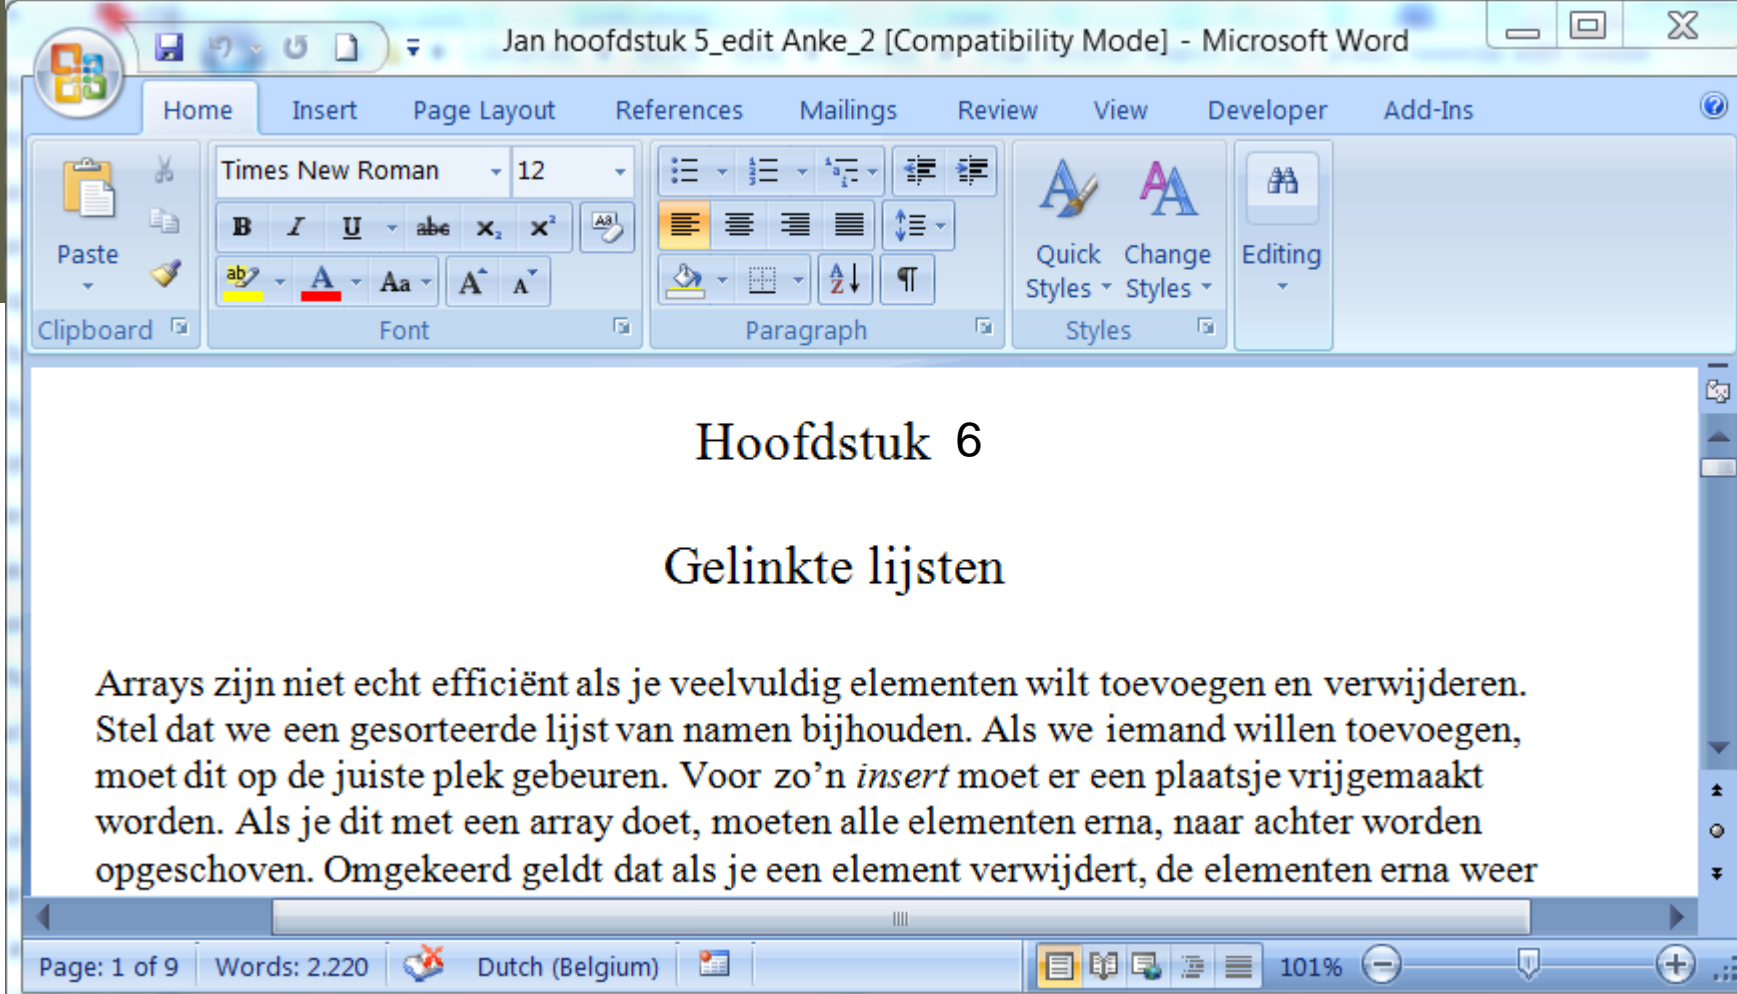 Jan hoofdstuk 5_edit Anke_2 [Compatibility Mode] - Microsoft Word
Home Insert Page Layout References Mailings Review View Developer Add-Ins
Times New Roman 12
B I U abc x₂ x²
Paste
ab A Aa A A
A Z ¶
Quick Styles
Change Styles
Editing
Clipboard Font Paragraph Styles
Hoofdstuk 6
Gelinkte lijsten
Arrays zijn niet echt efficiënt als je veelvuldig elementen wilt toevoegen en verwijderen.
Stel dat we een gesorteerde lijst van namen bijhouden. Als we iemand willen toevoegen,
moet dit op de juiste plek gebeuren. Voor zo’n insert moet er een plaatsje vrijgemaakt
worden. Als je dit met een array doet, moeten alle elementen erna, naar achter worden
opgeschoven. Omgekeerd geldt dat als je een element verwijdert, de elementen erna weer
Page: 1 of 9 Words: 2.220 Dutch (Belgium) 101%